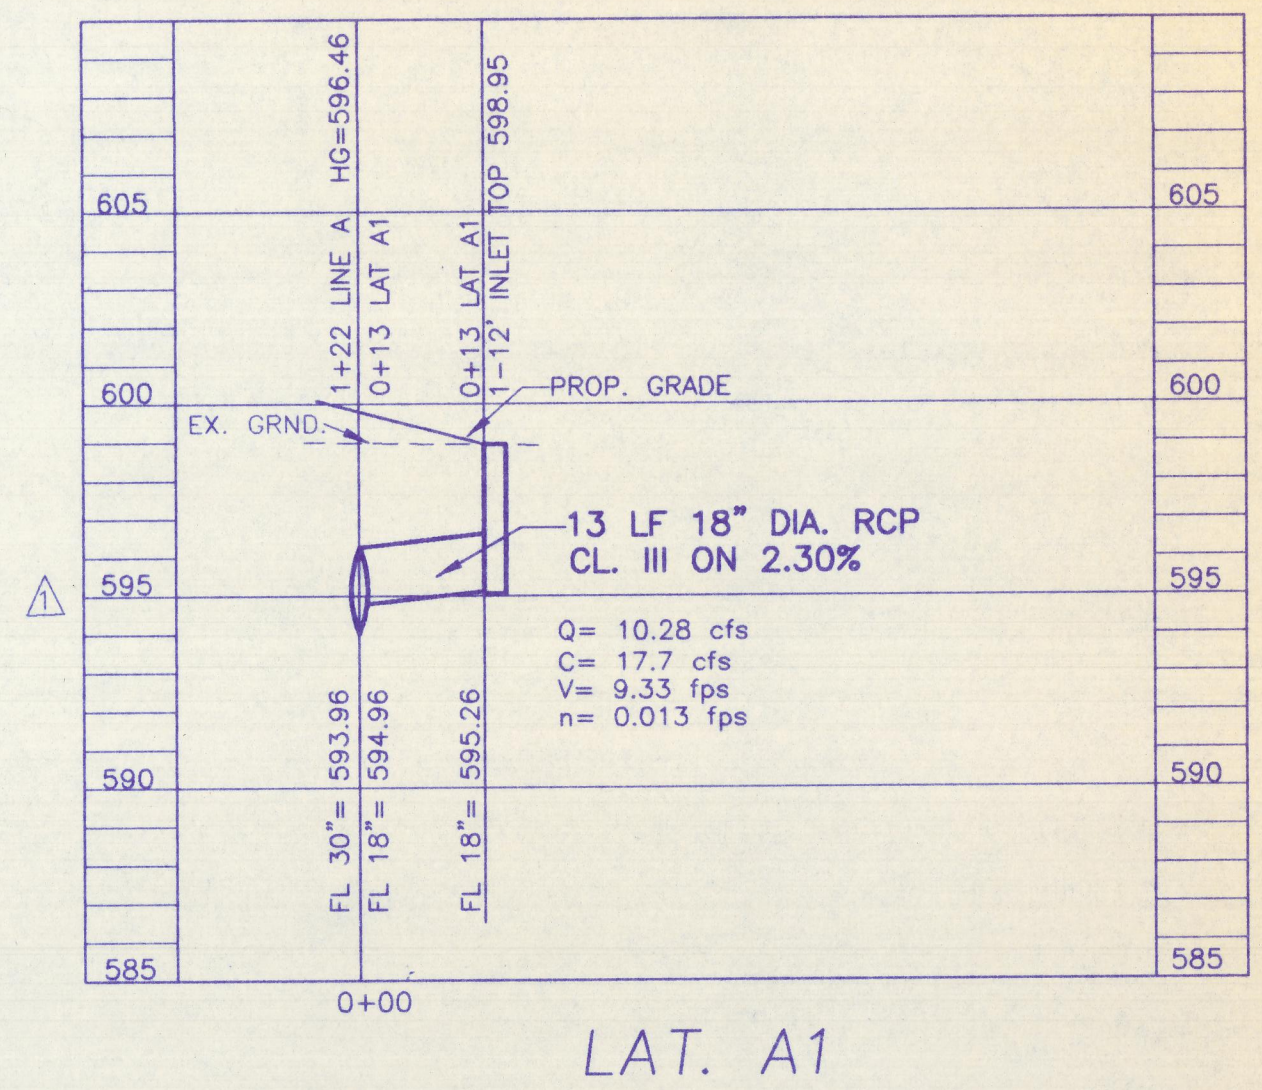 1+22 LINE A HG=596.46
0+13 LAT A1
0+13 LAT A1
1-12' INLET TOP 598.95
605
605
600
600
PROP. GRADE
EX. GRND.
13 LF 18" DIA. RCP
CL. III ON 2.30%
595
595
1
Q= 10.28 cfs
C= 17.7 cfs
V= 9.33 fps
n= 0.013 fps
FL 30"= 593.96
FL 18"= 594.96
FL 18"= 595.26
590
590
585
585
0+00
LAT. A1